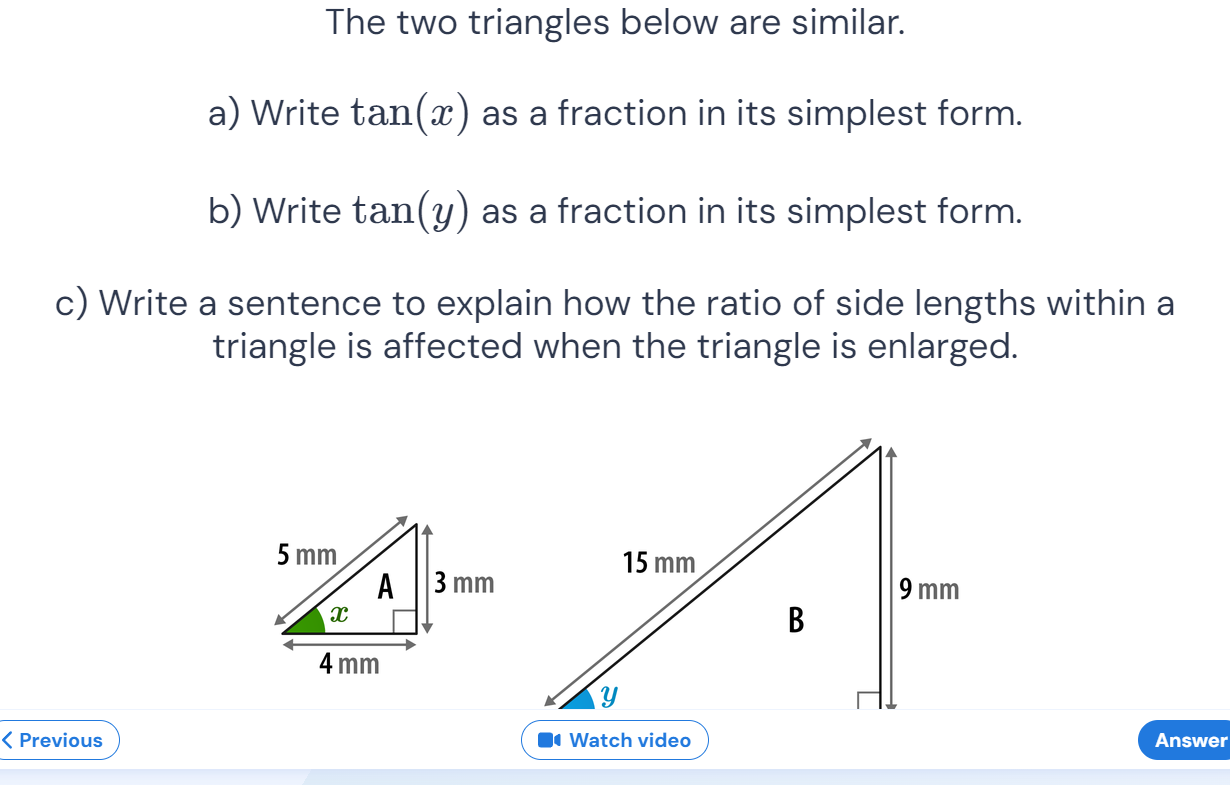 The two triangles below are similar.
a) Write tan(x) as a fraction in its simplest form.
b) Write tan(y) as a fraction in its simplest form.
c) Write a sentence to explain how the ratio of side lengths within a
triangle is affected when the triangle is enlarged.
5 mm
A
3 mm
x
4 mm
15 mm
9 mm
B
y
Previous
Watch video
Answer